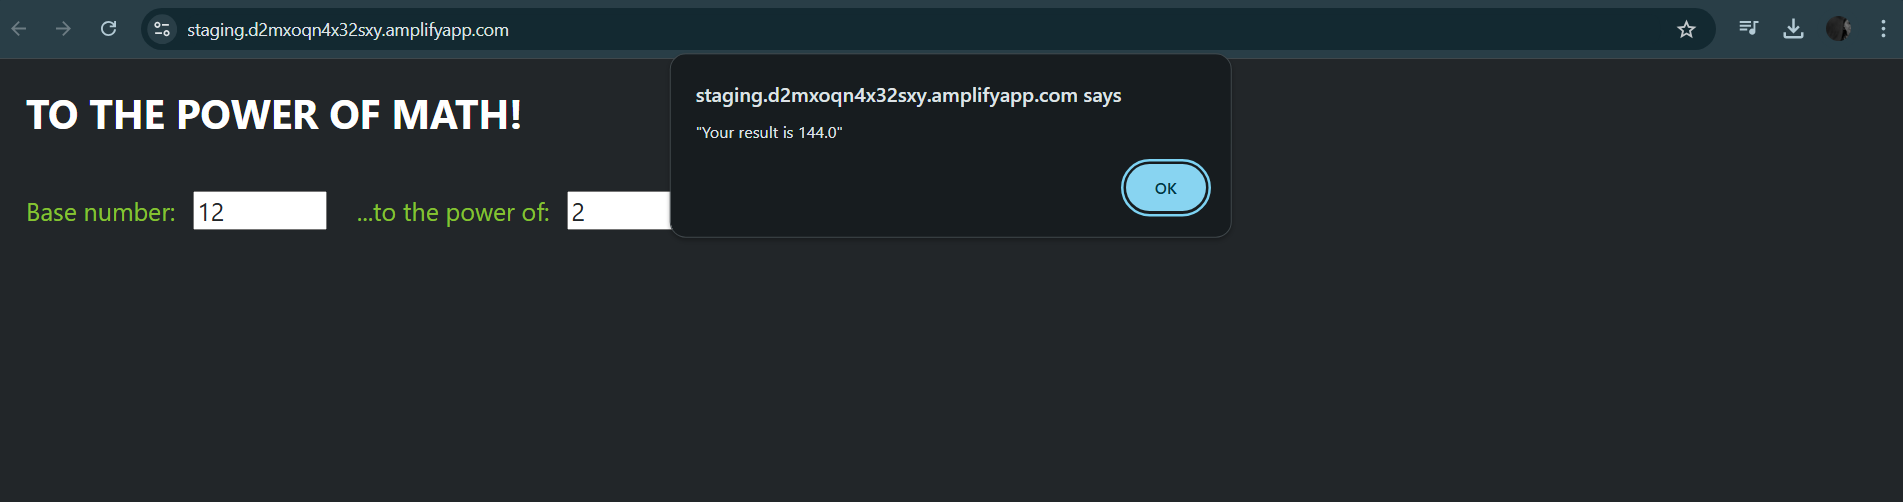 staging.d2mxoqn4x32sxy.amplifyapp.com
staging.d2mxoqn4x32sxy.amplifyapp.com says
"Your result is 144.0"
OK
TO THE POWER OF MATH!
Base number: 12 ...to the power of: 2